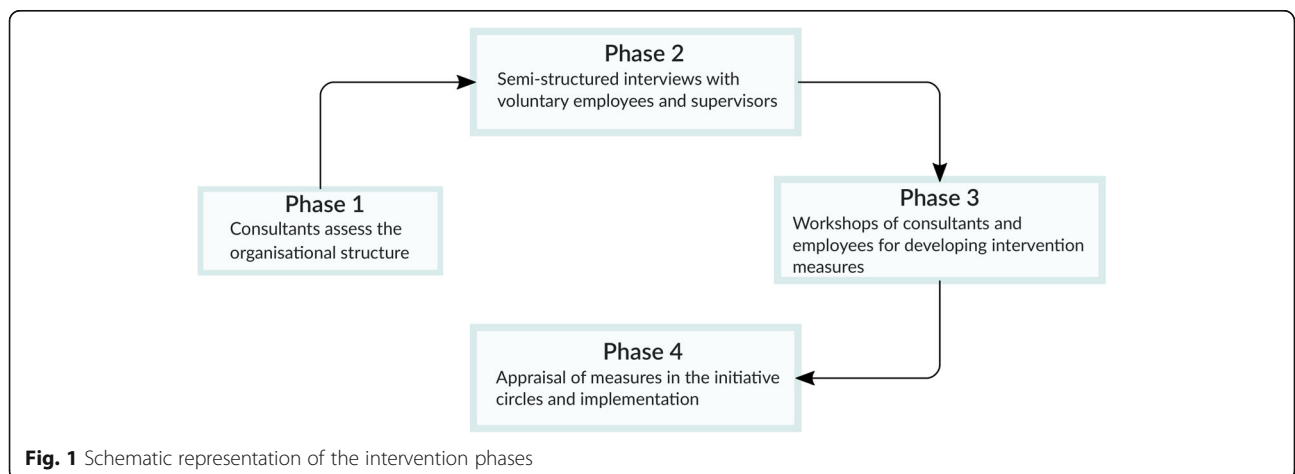 Phase 1
Consultants assess the
organisational structure
Phase 2
Semi-structured interviews with
voluntary employees and supervisors
Phase 3
Workshops of consultants and
employees for developing intervention
measures
Phase 4
Appraisal of measures in the initiative
circles and implementation
Fig. 1 Schematic representation of the intervention phases